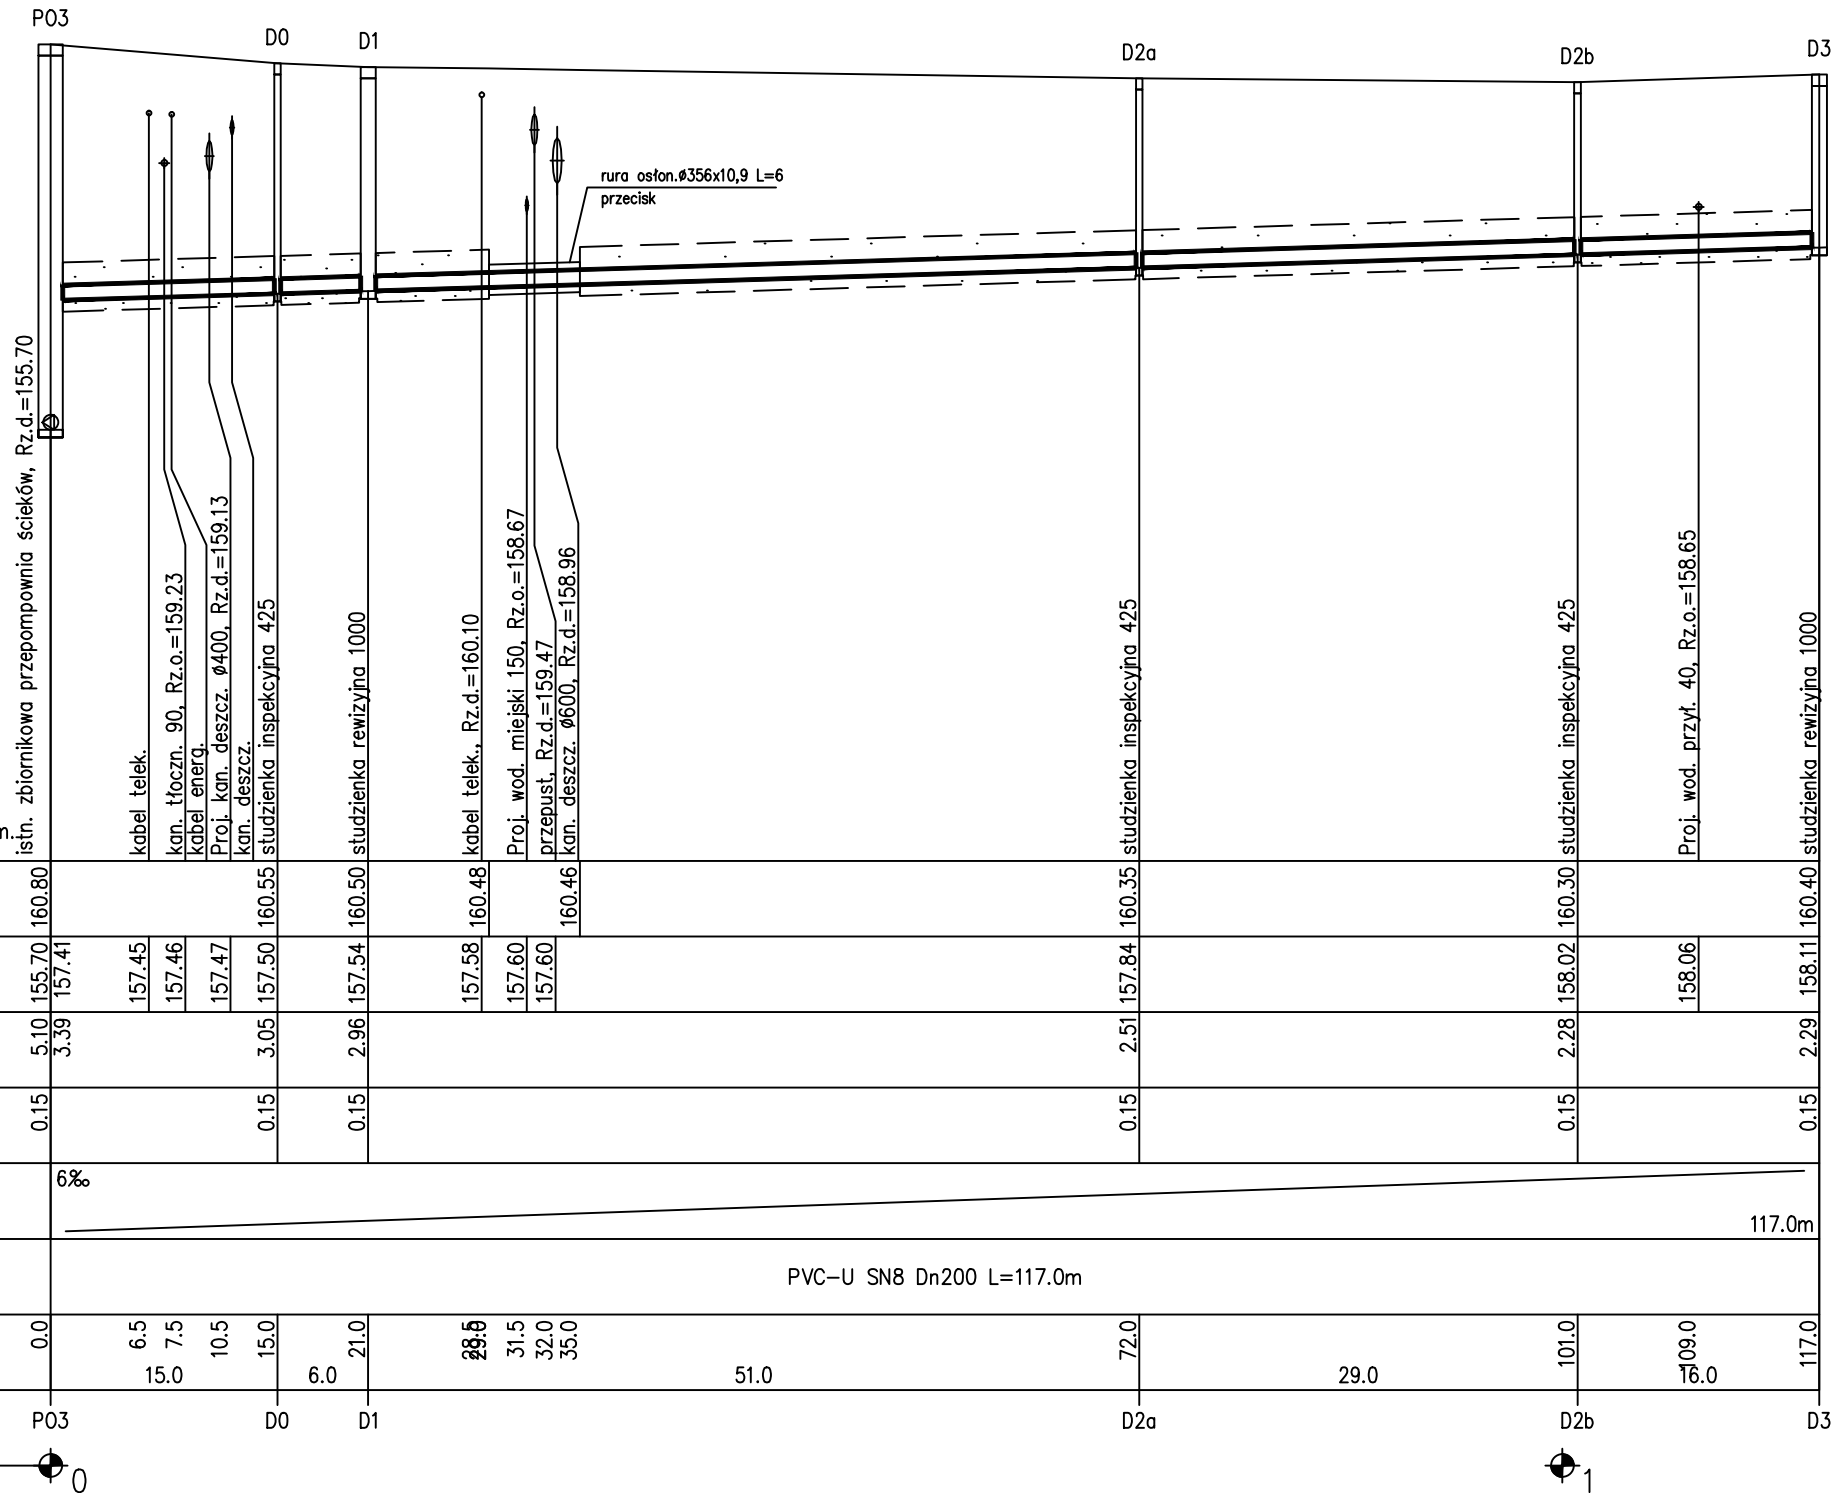 PO3
D0
D1
D2a
D2b
D3
rura osłon.ø356x10,9 L=6
przecisk
istn. zbiornikowa przepompownia ścieków, Rz.d.=155.70
kabel telek.
kan. tłoczn. 90, Rz.o.=159.23
kabel energ.
Proj. kan. deszcz. ø400, Rz.d.=159.13
kan. deszcz.
studzienka inspekcyjna 425
studzienka rewizyjna 1000
kabel telek., Rz.d.=160.10
Proj. wod. miejski 150, Rz.o.=158.67
przepust, Rz.d.=159.47
kan. deszcz. ø600, Rz.d.=158.96
studzienka inspekcyjna 425
studzienka inspekcyjna 425
Proj. wod. przył. 40, Rz.o.=158.65
studzienka rewizyjna 1000
m.
160.80
160.55
160.50
160.48
160.46
160.35
160.30
160.40
155.70
157.41
157.45
157.46
157.47
157.50
157.54
157.58
157.60
157.60
157.84
158.02
158.06
158.11
5.10
3.39
3.05
2.96
2.51
2.28
2.29
0.15
0.15
0.15
0.15
0.15
0.15
6‰
117.0m
PVC-U SN8 Dn200 L=117.0m
0.0
6.5
7.5
10.5
15.0
21.0
28.5
29.0
31.5
32.0
35.0
72.0
101.0
109.0
117.0
15.0
6.0
51.0
29.0
16.0
PO3
D0
D1
D2a
D2b
D3
0
1